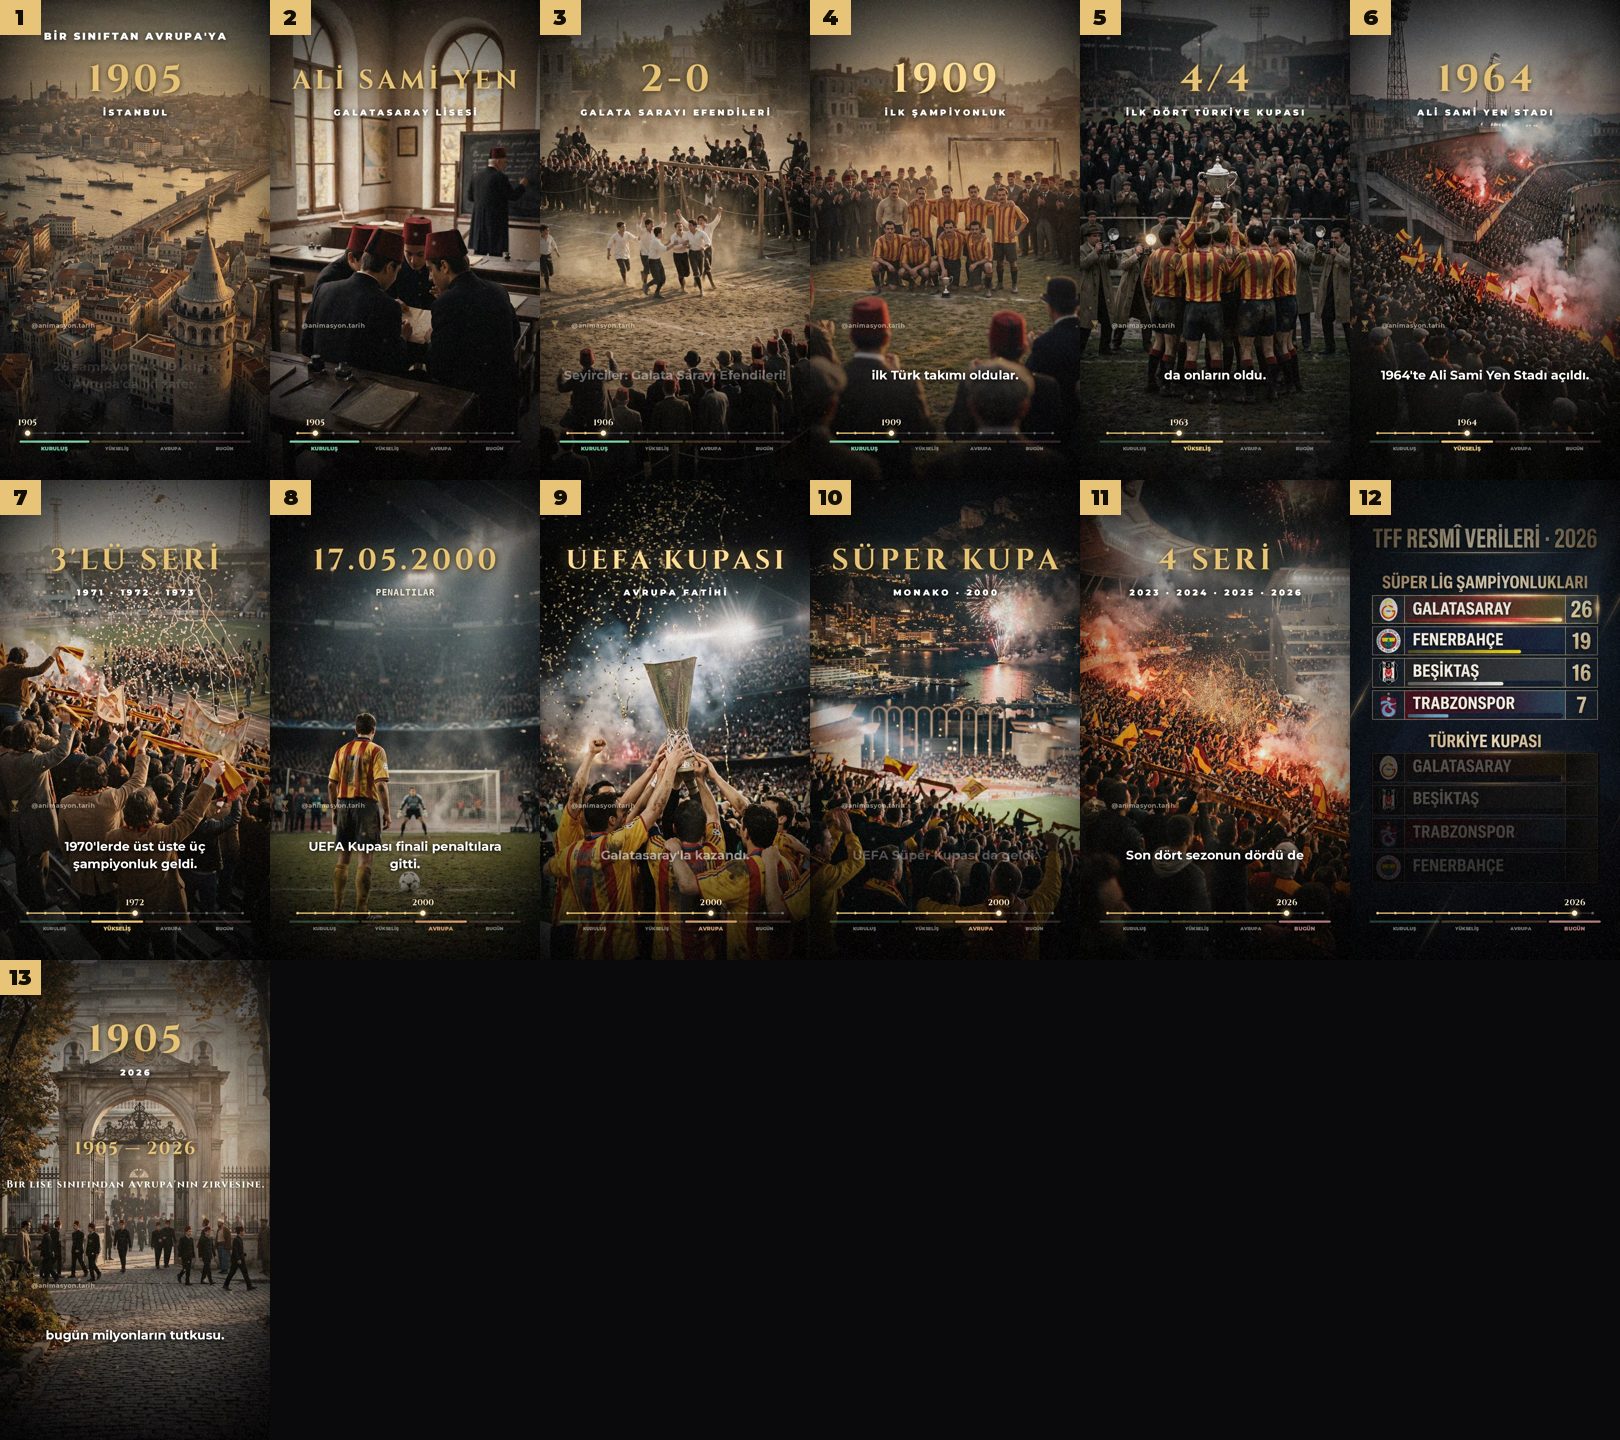 1
BİR SINIFTAN AVRUPA'YA
1905
İSTANBUL
@animasyon.tarih
Avrupa'da iki zafer.
1905
KURULUŞ YÜKSELİŞ AVRUPA BUGÜN
2
ALİ SAMİ YEN
GALATASARAY LİSESİ
@animasyon.tarih
1905
KURULUŞ YÜKSELİŞ AVRUPA BUGÜN
3
2-0
GALATA SARAYI EFENDİLERİ
@animasyon.tarih
Seyirciler: Galata Sarayı Efendileri!
1906
KURULUŞ YÜKSELİŞ AVRUPA BUGÜN
4
1909
İLK ŞAMPİYONLUK
@animasyon.tarih
ilk Türk takımı oldular.
1909
KURULUŞ YÜKSELİŞ AVRUPA BUGÜN
5
4/4
İLK DÖRT TÜRKİYE KUPASI
@animasyon.tarih
da onların oldu.
1963
KURULUŞ YÜKSELİŞ AVRUPA BUGÜN
6
1964
ALİ SAMİ YEN STADI
@animasyon.tarih
1964'te Ali Sami Yen Stadı açıldı.
1964
KURULUŞ YÜKSELİŞ AVRUPA BUGÜN
7
3'LÜ SERİ
1971 · 1972 · 1973
@animasyon.tarih
1970'lerde üst üste üç
şampiyonluk geldi.
1972
KURULUŞ YÜKSELİŞ AVRUPA BUGÜN
8
17.05.2000
PENALTILAR
@animasyon.tarih
UEFA Kupası finali penaltılara
gitti.
2000
KURULUŞ YÜKSELİŞ AVRUPA BUGÜN
9
UEFA KUPASI
AVRUPA FATİHİ
@animasyon.tarih
Galatasaray'la kazandı.
2000
KURULUŞ YÜKSELİŞ AVRUPA BUGÜN
10
SÜPER KUPA
MONAKO · 2000
@animasyon.tarih
UEFA Süper Kupası da geldi.
2000
KURULUŞ YÜKSELİŞ AVRUPA BUGÜN
11
4 SERİ
2023 · 2024 · 2025 · 2026
@animasyon.tarih
Son dört sezonun dördü de
2026
KURULUŞ YÜKSELİŞ AVRUPA BUGÜN
12
TFF RESMÎ VERİLERİ · 2026
SÜPER LİG ŞAMPİYONLUKLARI
GALATASARAY 26
FENERBAHÇE 19
BEŞİKTAŞ 16
TRABZONSPOR 7
TÜRKİYE KUPASI
GALATASARAY
BEŞİKTAŞ
TRABZONSPOR
FENERBAHÇE
2026
KURULUŞ YÜKSELİŞ AVRUPA BUGÜN
13
1905
2026
1905 — 2026
BİR LİSE SINIFINDAN AVRUPA'NIN ZİRVESİNE.
@animasyon.tarih
bugün milyonların tutkusu.